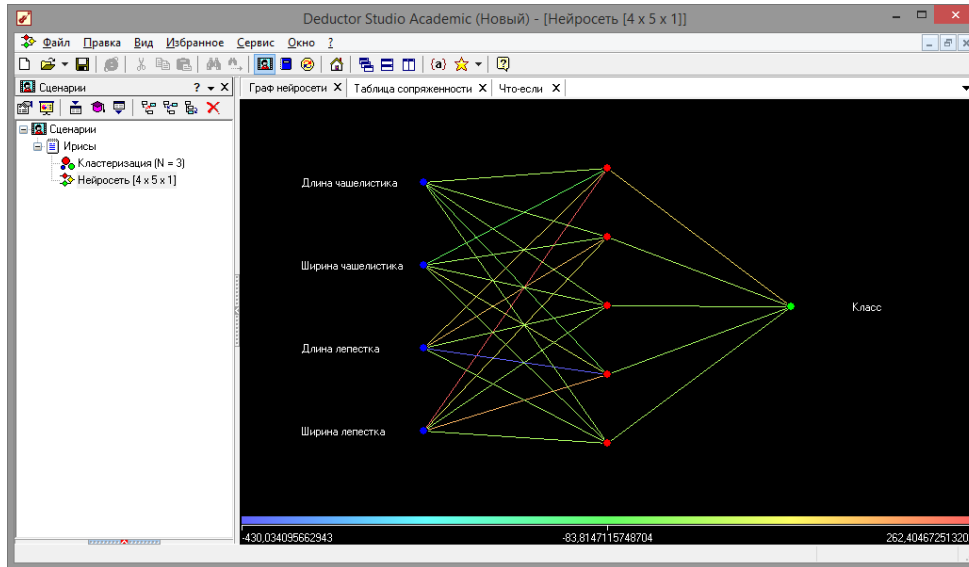 Deductor Studio Academic (Новый) - [Нейросеть [4 x 5 x 1]]
Файл Правка Вид Избранное Сервис Окно ?
Сценарии
Граф нейросети X Таблица сопряженности X Что-если X
Сценарии
Ирисы
Кластеризация (N = 3)
Нейросеть [4 x 5 x 1]
Длина чашелистика
Ширина чашелистика
Длина лепестка
Ширина лепестка
Класс
-430,034095662943 -83,8147115748704 262,40467251320